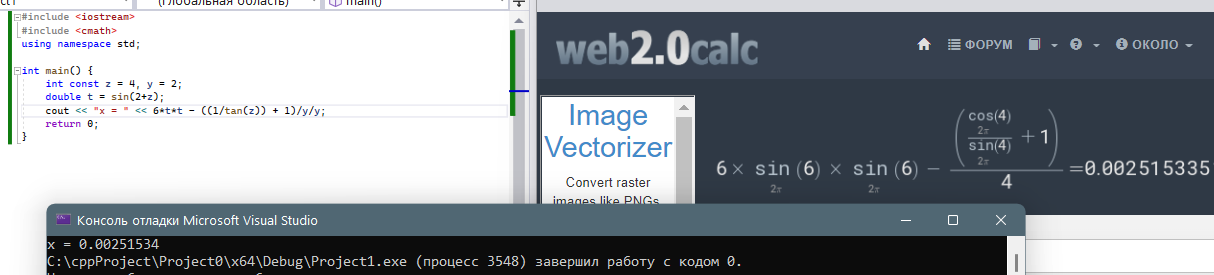 (Глобальная область)
main()
#include <iostream>
#include <cmath>
using namespace std;
int main() {
int const z = 4, y = 2;
double t = sin(2+z);
cout << "x = " << 6*t*t - ((1/tan(z)) + 1)/y/y;
return 0;
}
web2.0calc
ФОРУМ
ОКОЛО
Image
Vectorizer
Convert raster
images like PNGs
6 × sin (6) × sin (6) − ( cos(4) / sin(4) + 1 ) / 4 =0.002515335
2π 2π 2π 2π
Консоль отладки Microsoft Visual Studio
x = 0.00251534
C:\cppProject\Project0\x64\Debug\Project1.exe (процесс 3548) завершил работу с кодом 0.